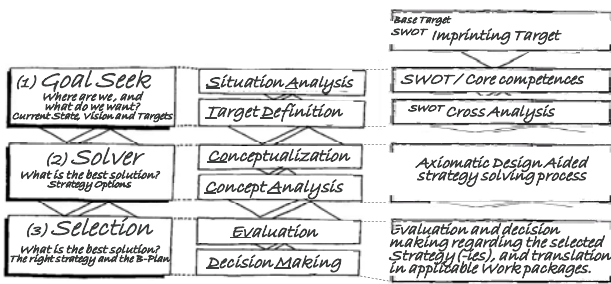 Base Target
SWOT Imprinting Target
(1) Goal Seek
Where are we, and
what do we want?
Current State, Vision and Targets
Situation Analysis
Target Definition
SWOT / Core competences
SWOT Cross Analysis
(2) Solver
What is the best solution?
Strategy Options
Conceptualization
Concept Analysis
Axiomatic Design Aided
strategy solving process
(3) Selection
What is the best solution?
The right strategy and the B-Plan
Evaluation
Decision Making
Evaluation and decision
making regarding the selected
Strategy (-ies), and translation
in applicable Work packages.